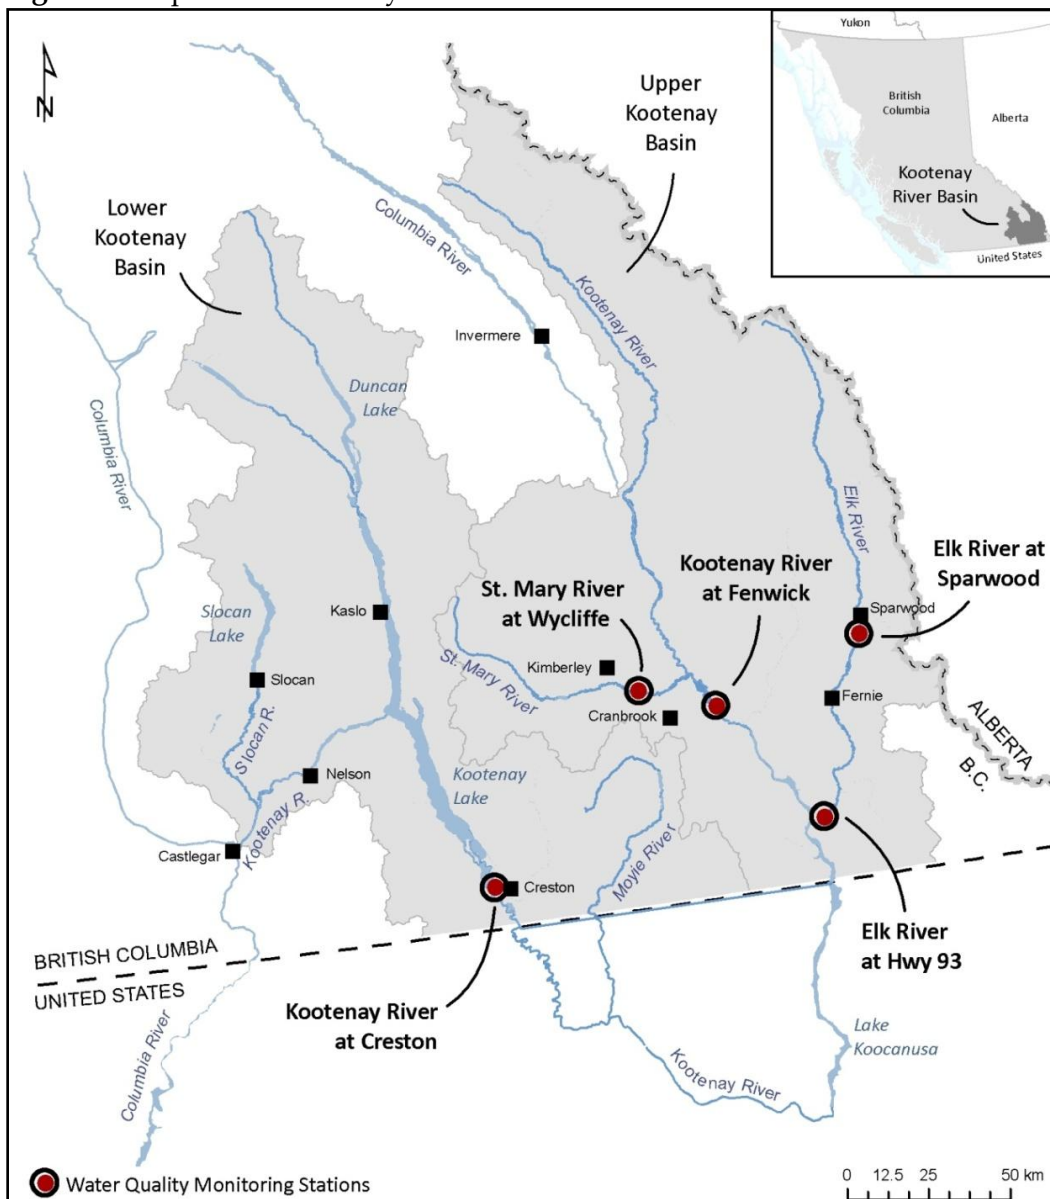 Yukon
British
Columbia
Alberta
Kootenay
River Basin
United States
N
Upper
Kootenay
Basin
Lower
Kootenay
Basin
Columbia River
Kootenay River
Invermere
Duncan
Lake
Columbia River
Elk River
Elk River at
Sparwood
Kootenay River
at Fenwick
St. Mary River
at Wycliffe
Sparwood
Slocan
Lake
Kaslo
Kimberley
St. Mary River
Slocan
Cranbrook
Fernie
ALBERTA
B.C.
Slocan R.
Nelson
Kootenay
Lake
Kootenay R.
Castlegar
Moyie River
Creston
Elk River
at Hwy 93
BRITISH COLUMBIA
UNITED STATES
Kootenay River
at Creston
Lake
Koocanusa
Columbia River
Kootenay River
Water Quality Monitoring Stations
0 12.5 25 50 km